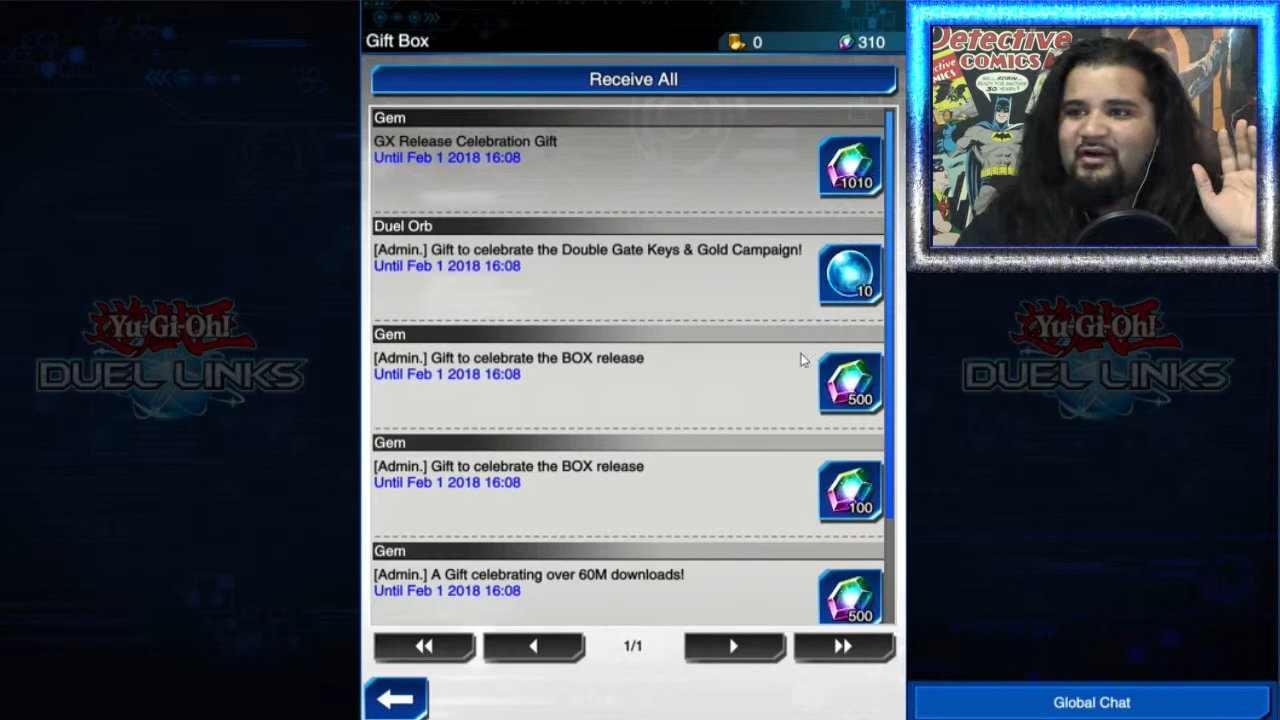 Gift Box
0
310
Receive All
Gem
GX Release Celebration Gift
Until Feb 1 2018 16:08
1010
Duel Orb
[Admin.] Gift to celebrate the Double Gate Keys & Gold Campaign!
Until Feb 1 2018 16:08
10
Gem
[Admin.] Gift to celebrate the BOX release
Until Feb 1 2018 16:08
500
Gem
[Admin.] Gift to celebrate the BOX release
Until Feb 1 2018 16:08
100
Gem
[Admin.] A Gift celebrating over 60M downloads!
Until Feb 1 2018 16:08
500
1/1
Yu-Gi-Oh!
DUEL LINKS
Detective
COMICS
Yu-Gi-Oh!
DUEL LINKS
Global Chat